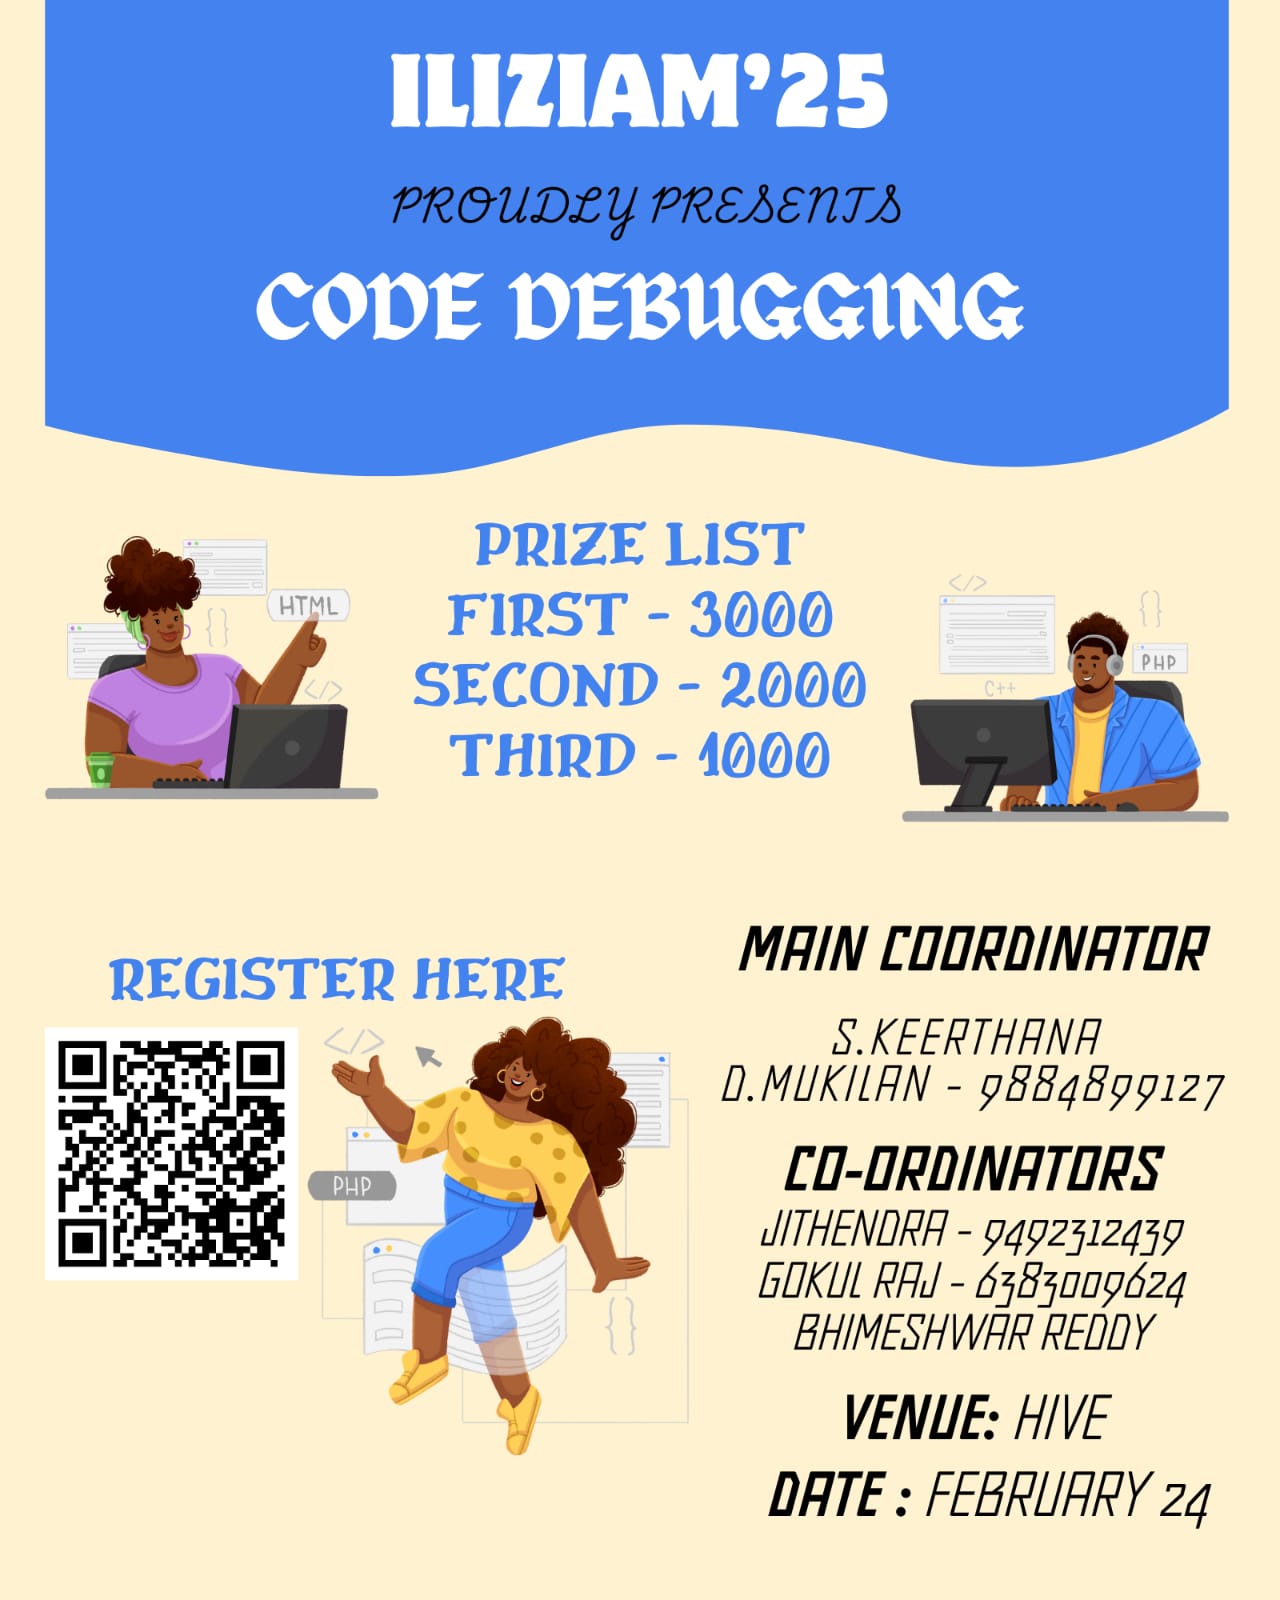 ILIZIAM'25
PROUDLY PRESENTS
CODE DEBUGGING
PRIZE LIST
FIRST - 3000
SECOND - 2000
THIRD - 1000
HTML
</>
{}
</>
{}
PHP
C++
REGISTER HERE
</>
PHP
{}
MAIN COORDINATOR
S.KEERTHANA
D.MUKILAN - 9884899127
CO-ORDINATORS
JITHENDRA - 9492312439
GOKUL RAJ - 6383009624
BHIMESHWAR REDDY
VENUE: HIVE
DATE : FEBRUARY 24